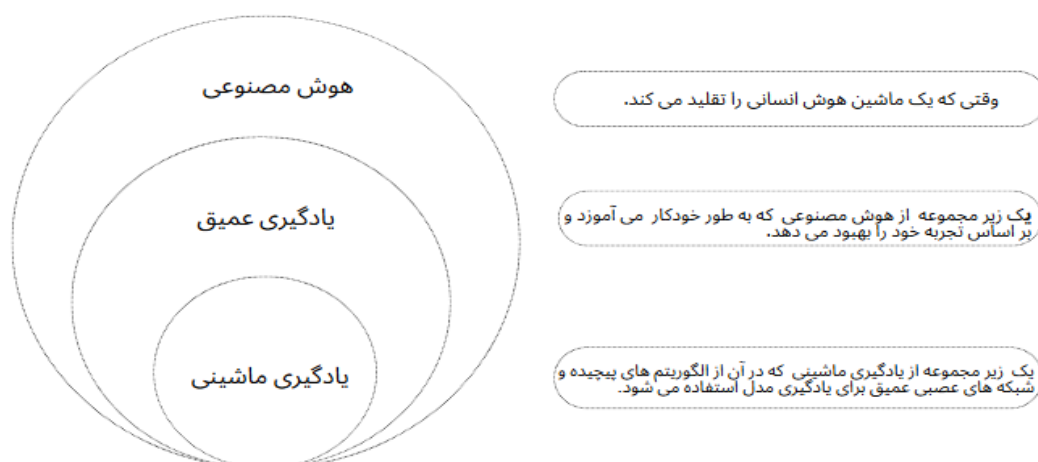 هوش مصنوعی
وقتی که یک ماشین هوش انسانی را تقلید می کند.
یادگیری عمیق
یک زیر مجموعه از هوش مصنوعی که به طور خودکار می آموزد و
بر اساس تجربه خود را بهبود می دهد.
یادگیری ماشینی
یک زیر مجموعه از یادگیری ماشینی که در آن از الگوریتم های پیچیده و
شبکه های عصبی عمیق برای یادگیری مدل استفاده می شود.